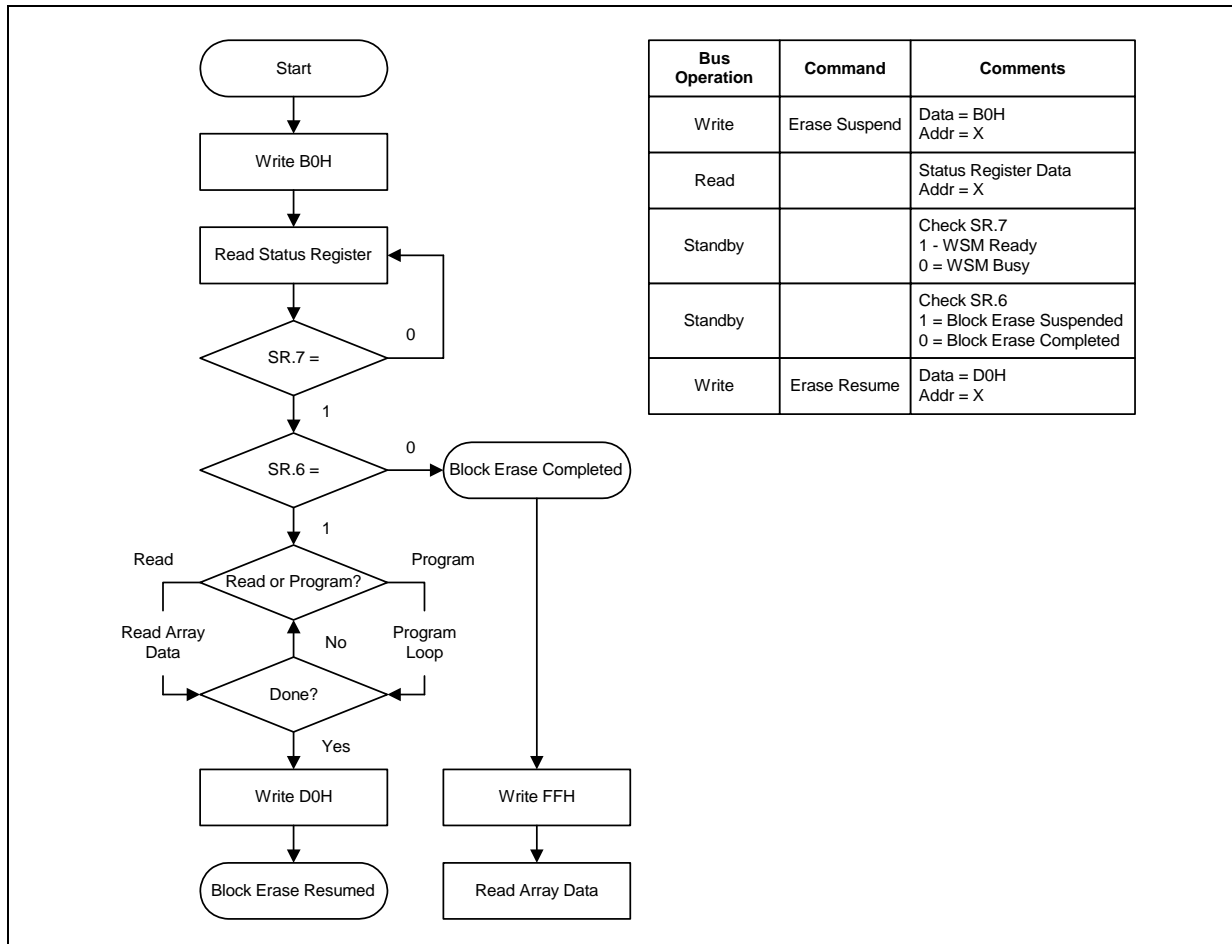 Start
Write B0H
Read Status Register
0
SR.7 =
1
0
SR.6 =
Block Erase Completed
1
Read
Program
Read or Program?
Read Array
Data
No
Program
Loop
Done?
Yes
Write D0H
Write FFH
Block Erase Resumed
Read Array Data
Bus
Operation
Command
Comments
Write
Erase Suspend
Data = B0H
Addr = X
Read
Status Register Data
Addr = X
Standby
Check SR.7
1 - WSM Ready
0 = WSM Busy
Standby
Check SR.6
1 = Block Erase Suspended
0 = Block Erase Completed
Write
Erase Resume
Data = D0H
Addr = X